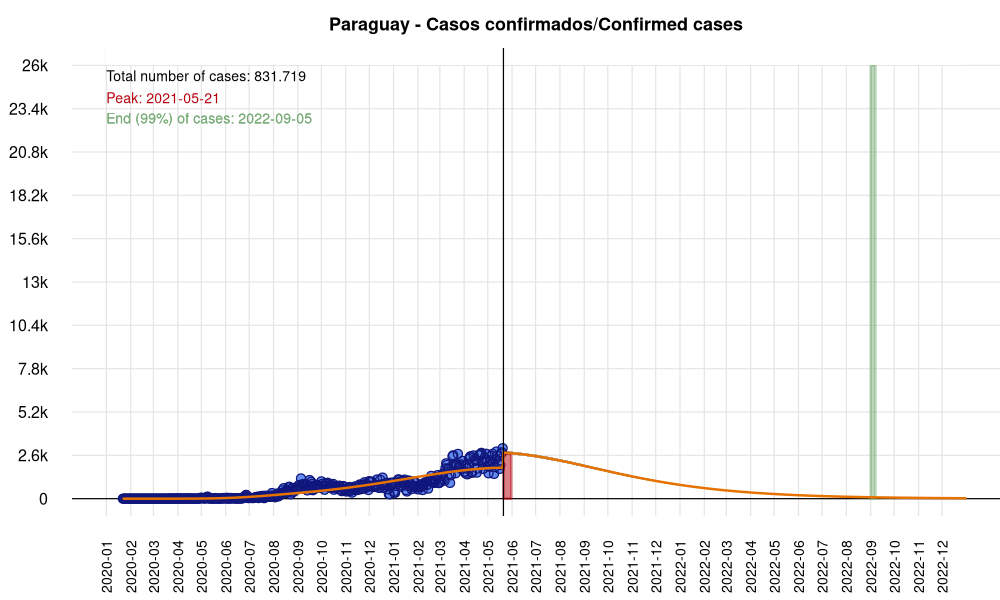 Paraguay - Casos confirmados/Confirmed cases
Total number of cases: 831.719
Peak: 2021-05-21
End (99%) of cases: 2022-09-05
26k
23.4k
20.8k
18.2k
15.6k
13k
10.4k
7.8k
5.2k
2.6k
0
2020-01
2020-02
2020-03
2020-04
2020-05
2020-06
2020-07
2020-08
2020-09
2020-10
2020-11
2020-12
2021-01
2021-02
2021-03
2021-04
2021-05
2021-06
2021-07
2021-08
2021-09
2021-10
2021-11
2021-12
2022-01
2022-02
2022-03
2022-04
2022-05
2022-06
2022-07
2022-08
2022-09
2022-10
2022-11
2022-12